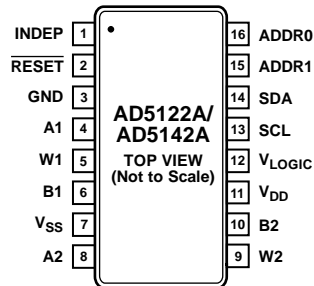 INDEP 1
RESET 2
GND 3
A1 4
W1 5
B1 6
VSS 7
A2 8
AD5122A/
AD5142A
TOP VIEW
(Not to Scale)
16 ADDR0
15 ADDR1
14 SDA
13 SCL
12 VLOGIC
11 VDD
10 B2
9 W2